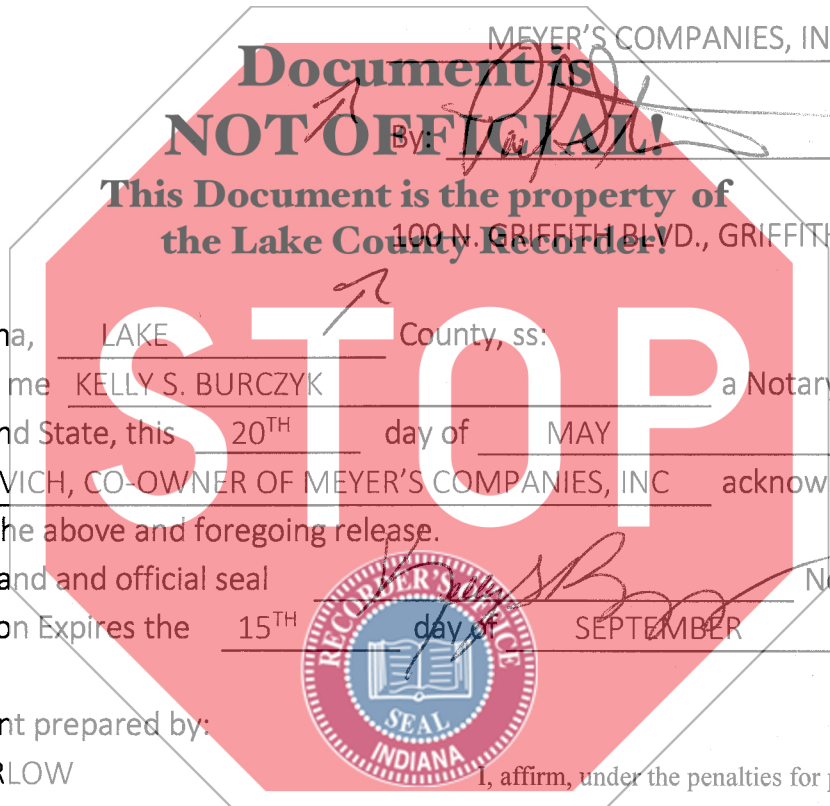 MEYER'S COMPANIES, IN
Document is
NOT OFFICIAL!
By:
This Document is the property of
the Lake County Recorder!
100 N. GRIFFITH BLVD., GRIFFITH
na, LAKE County, ss:
me KELLY S. BURCZYK a Notary
nd State, this 20TH day of MAY
VICH, CO-OWNER OF MEYER'S COMPANIES, INC acknow
he above and foregoing release.
and and official seal No
on Expires the 15TH day of SEPTEMBER
STOP
RECORDER'S OFFICE
SEAL
INDIANA
nt prepared by:
RLOW
I, affirm, under the penalties for p